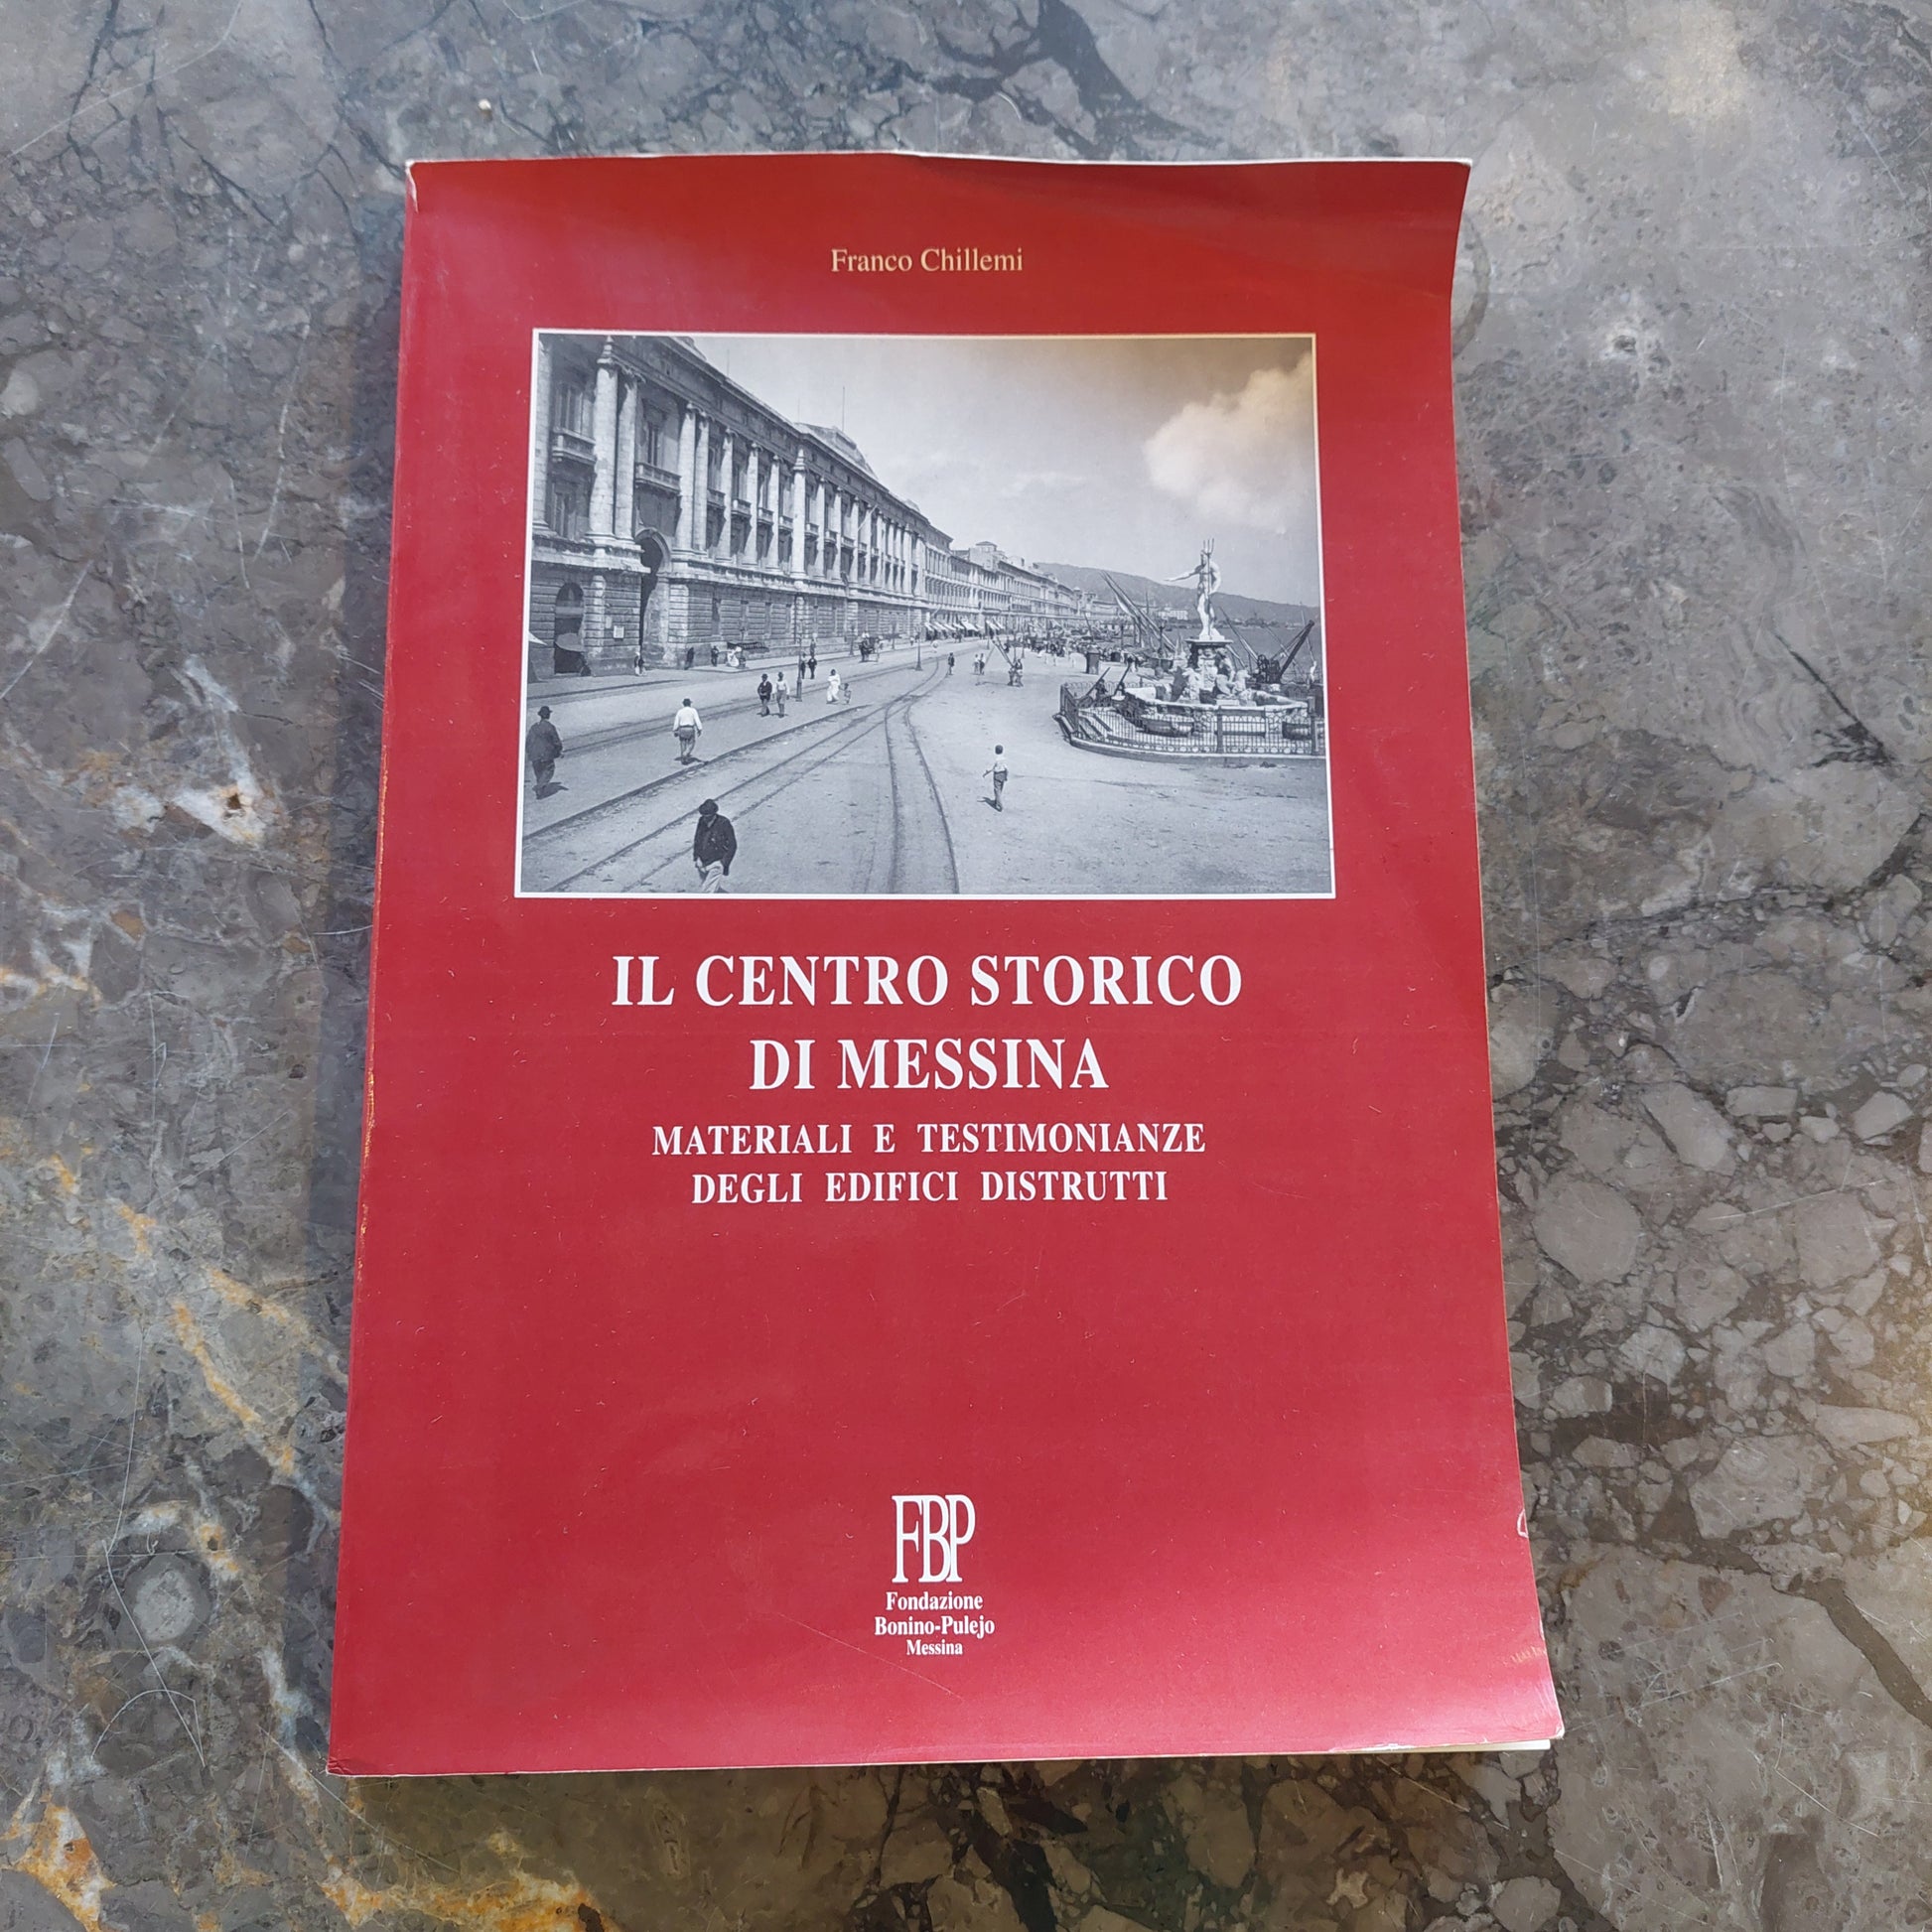 Franco Chillemi
IL CENTRO STORICO
DI MESSINA
MATERIALI E TESTIMONIANZE
DEGLI EDIFICI DISTRUTTI
FBP
Fondazione
Bonino-Pulejo
Messina